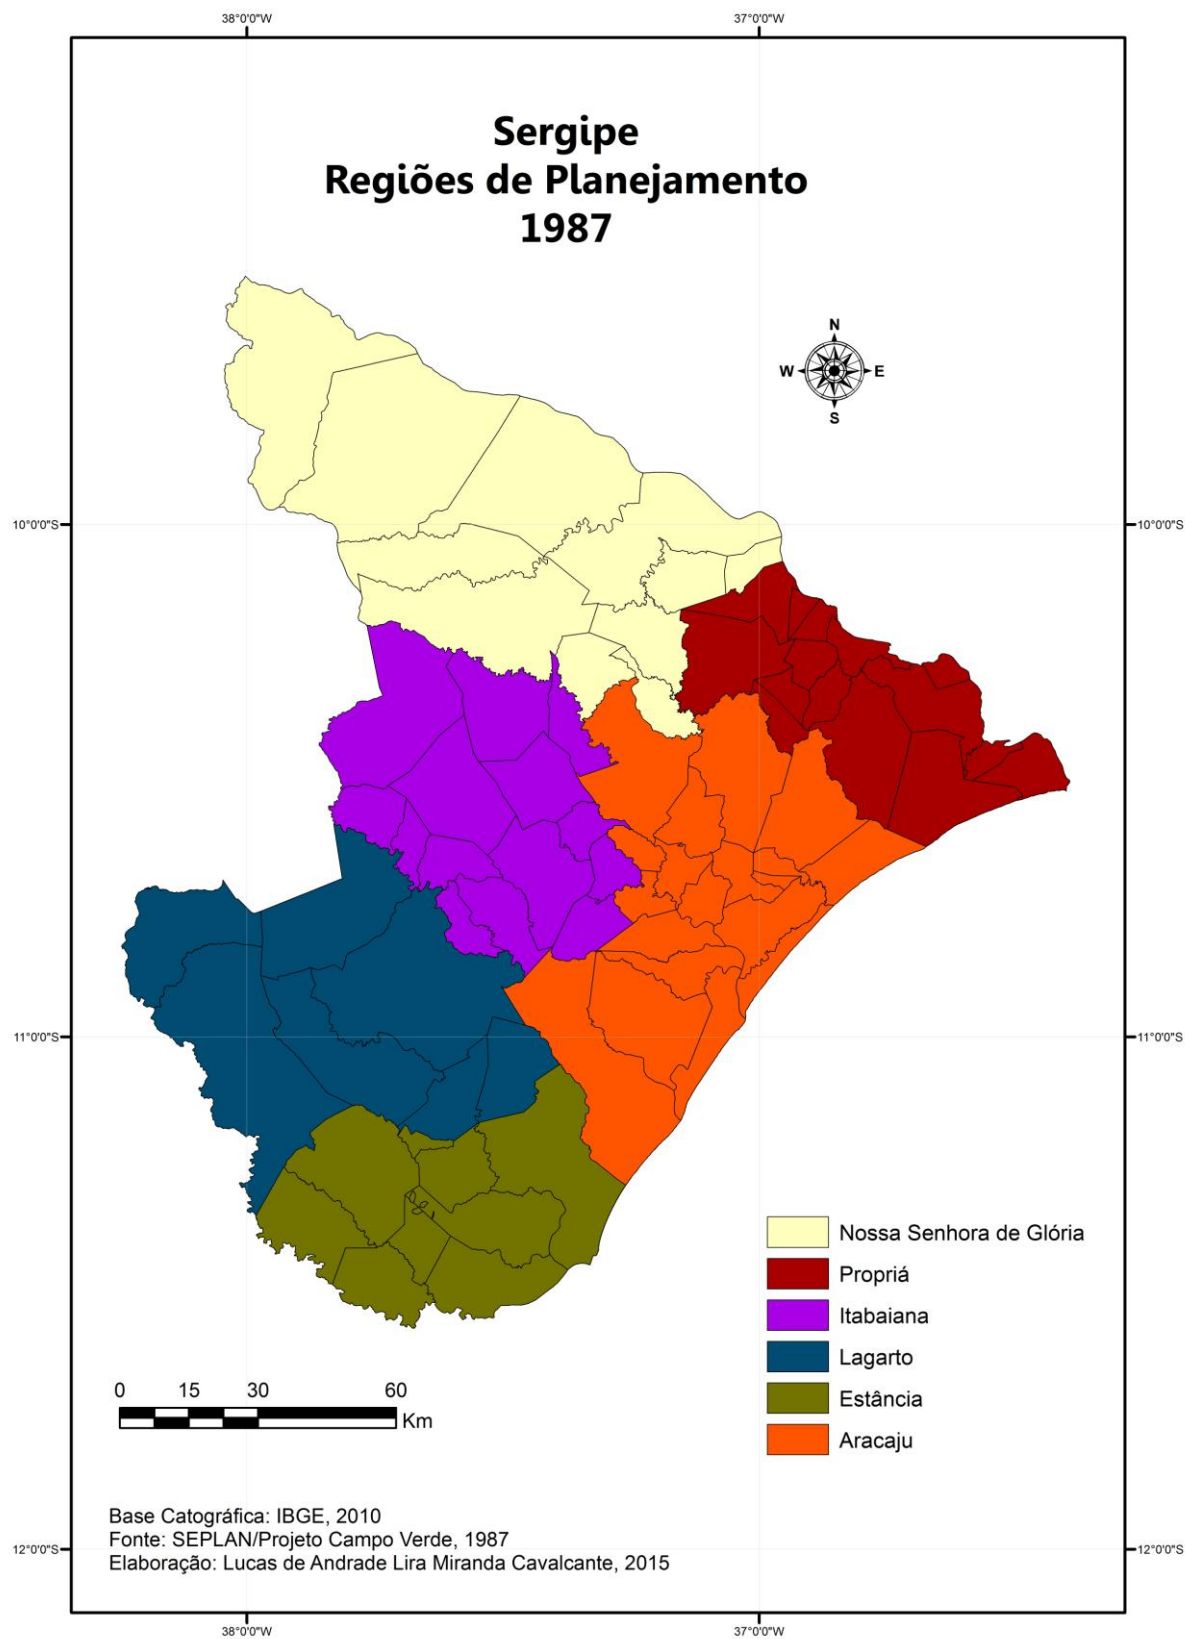 38°0'0"W
37°0'0"W
Sergipe
Regiões de Planejamento
1987
N
W
E
S
10°0'0"S
10°0'0"S
11°0'0"S
11°0'0"S
Nossa Senhora de Glória
Propriá
Itabaiana
Lagarto
Estância
Aracaju
0 15 30 60
Km
Base Catográfica: IBGE, 2010
Fonte: SEPLAN/Projeto Campo Verde, 1987
Elaboração: Lucas de Andrade Lira Miranda Cavalcante, 2015
12°0'0"S
12°0'0"S
38°0'0"W
37°0'0"W